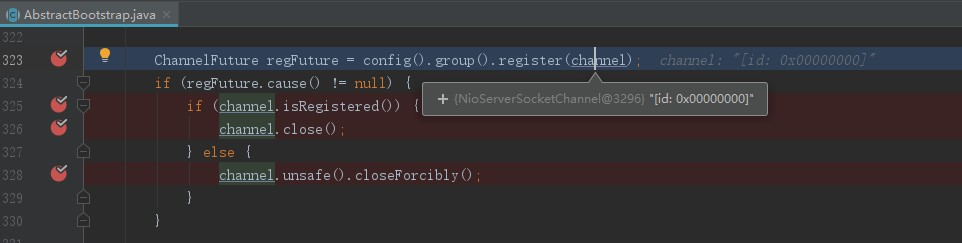 AbstractBootstrap.java ×
322
323 ChannelFuture regFuture = config().group().register(channel); channel: "[id: 0x00000000]"
324 if (regFuture.cause() != null) {
+ {NioServerSocketChannel@3296} "[id: 0x00000000]"
325 if (channel.isRegistered()) {
326 channel.close();
327 } else {
328 channel.unsafe().closeForcibly();
329 }
330 }